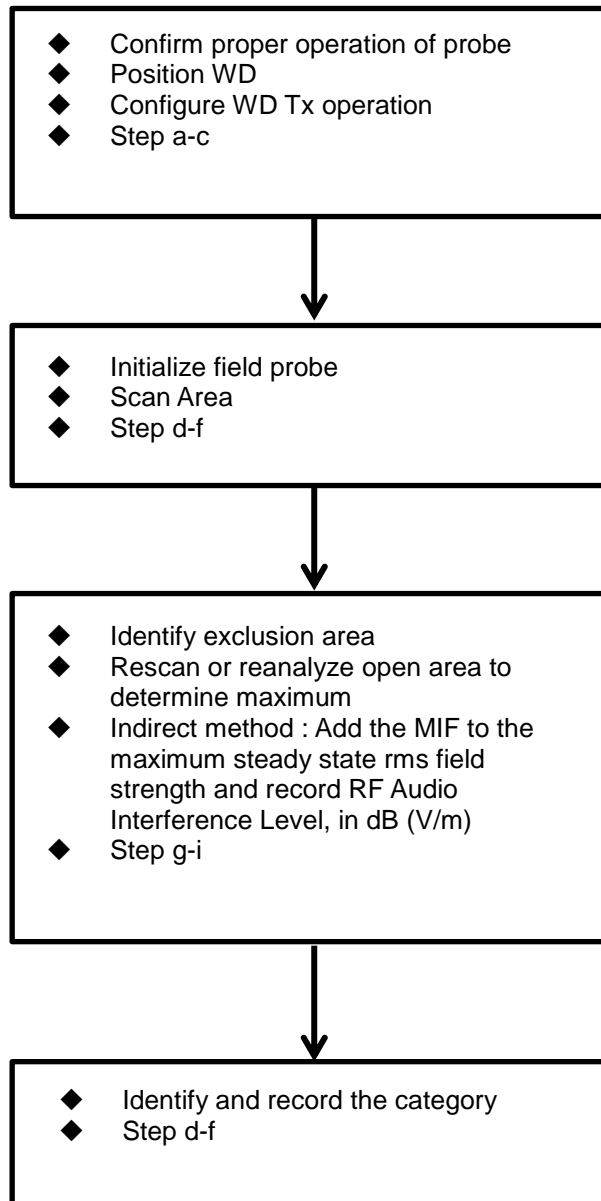 ◆ Confirm proper operation of probe
◆ Position WD
◆ Configure WD Tx operation
◆ Step a-c
◆ Initialize field probe
◆ Scan Area
◆ Step d-f
◆ Identify exclusion area
◆ Rescan or reanalyze open area to
determine maximum
◆ Indirect method : Add the MIF to the
maximum steady state rms field
strength and record RF Audio
Interference Level, in dB (V/m)
◆ Step g-i
◆ Identify and record the category
◆ Step d-f